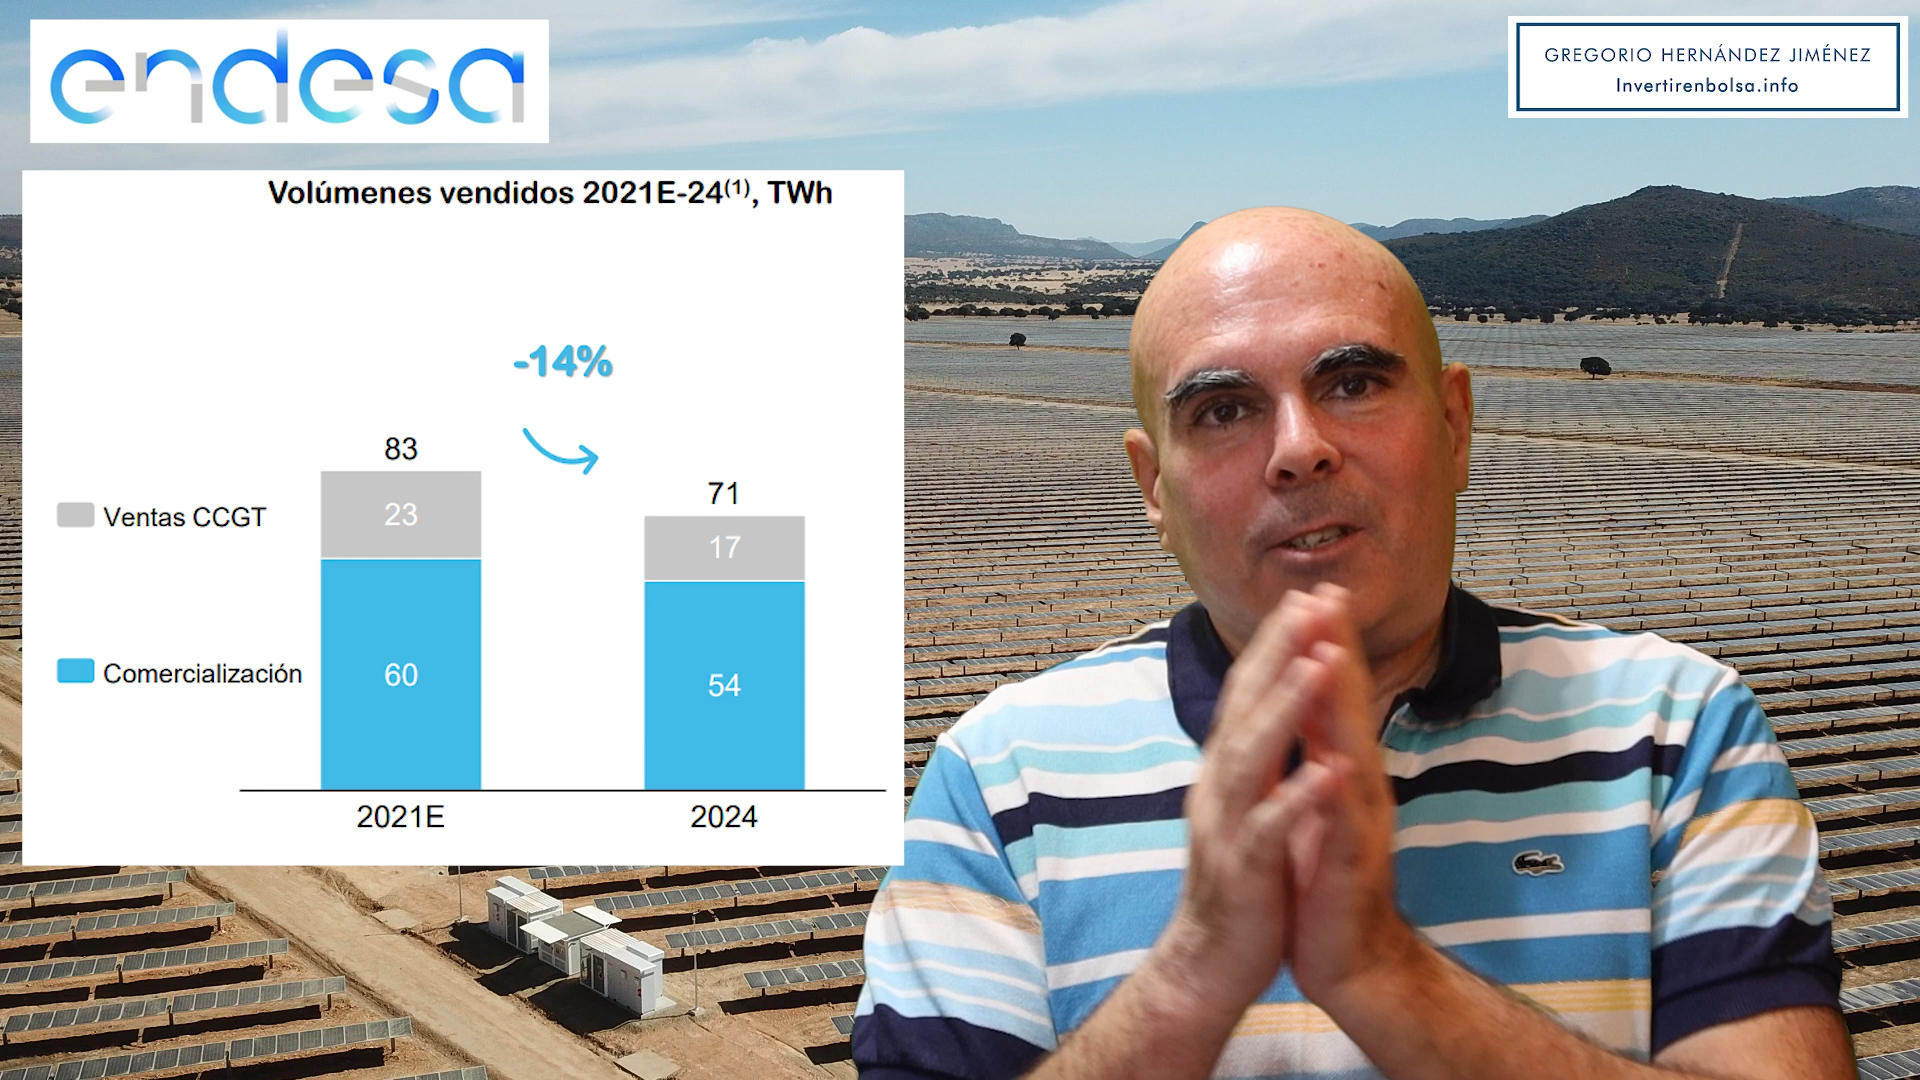 endesa
GREGORIO HERNÁNDEZ JIMÉNEZ
Invertirenbolsa.info
Volúmenes vendidos 2021E-24(1), TWh
-14%
83
71
Ventas CCGT
23
17
Comercialización
60
54
2021E
2024